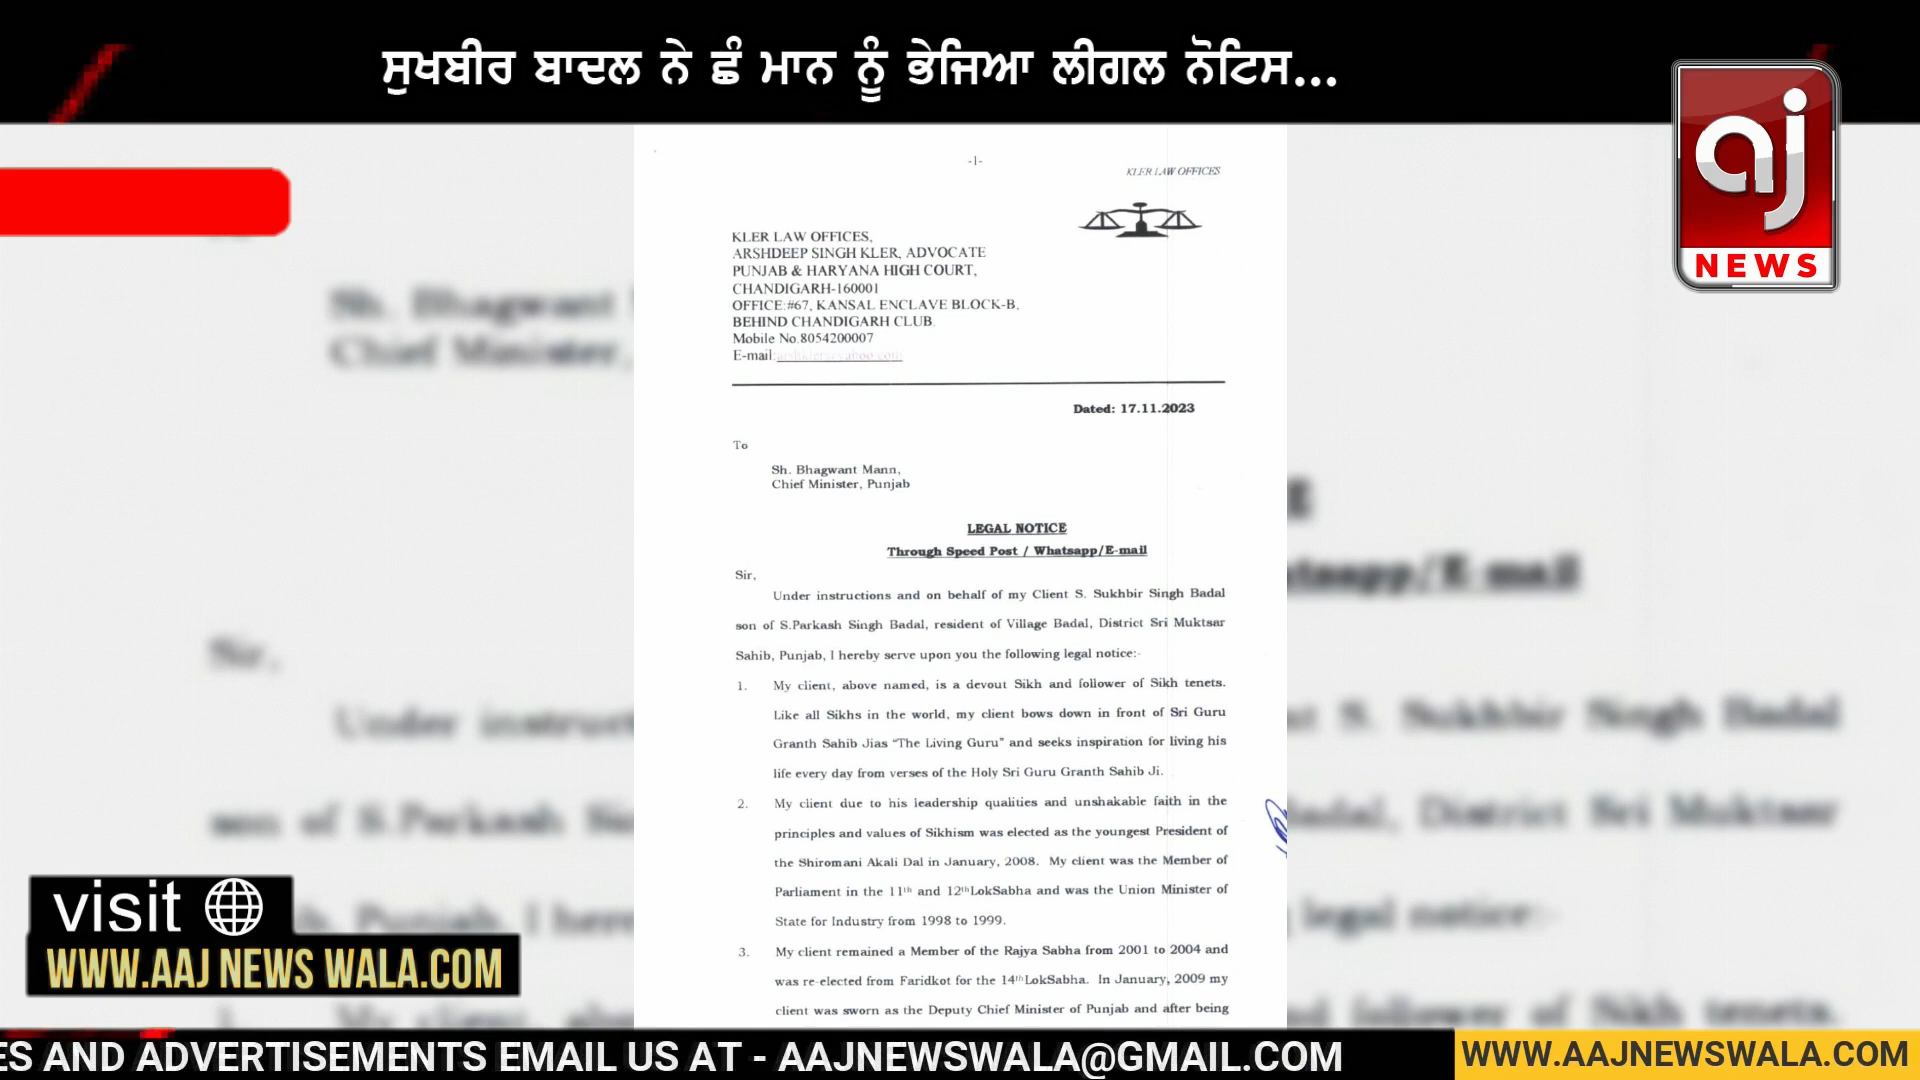 ਸੁਖਬੀਰ ਬਾਦਲ ਨੇ ਛੰ ਮਾਨ ਨੂੰ ਭੇਜਿਆ ਲੀਗਲ ਨੋਟਿਸ...
aj
NEWS
-1-
KLER LAW OFFICES
KLER LAW OFFICES,
ARSHDEEP SINGH KLER, ADVOCATE
PUNJAB & HARYANA HIGH COURT,
CHANDIGARH-160001
OFFICE:#67, KANSAL ENCLAVE BLOCK-B,
BEHIND CHANDIGARH CLUB.
Mobile No.8054200007
E-mail:
Dated: 17.11.2023
To
Sh. Bhagwant Mann,
Chief Minister, Punjab
LEGAL NOTICE
Through Speed Post / Whatsapp/E-mail
Sir,
Under instructions and on behalf of my Client S. Sukhbir Singh Badal
son of S.Parkash Singh Badal, resident of Village Badal, District Sri Muktsar
Sahib, Punjab, I hereby serve upon you the following legal notice:-
1. My client, above named, is a devout Sikh and follower of Sikh tenets.
Like all Sikhs in the world, my client bows down in front of Sri Guru
Granth Sahib Jias "The Living Guru" and seeks inspiration for living his
life every day from verses of the Holy Sri Guru Granth Sahib Ji.
2. My client due to his leadership qualities and unshakable faith in the
principles and values of Sikhism was elected as the youngest President of
the Shiromani Akali Dal in January, 2008. My client was the Member of
Parliament in the 11th and 12thLokSabha and was the Union Minister of
State for Industry from 1998 to 1999.
3. My client remained a Member of the Rajya Sabha from 2001 to 2004 and
was re-elected from Faridkot for the 14thLokSabha. In January, 2009 my
client was sworn as the Deputy Chief Minister of Punjab and after being
visit
WWW.AAJ NEWS WALA.COM
ES AND ADVERTISEMENTS EMAIL US AT - AAJNEWSWALA@GMAIL.COM
WWW.AAJNEWSWALA.COM